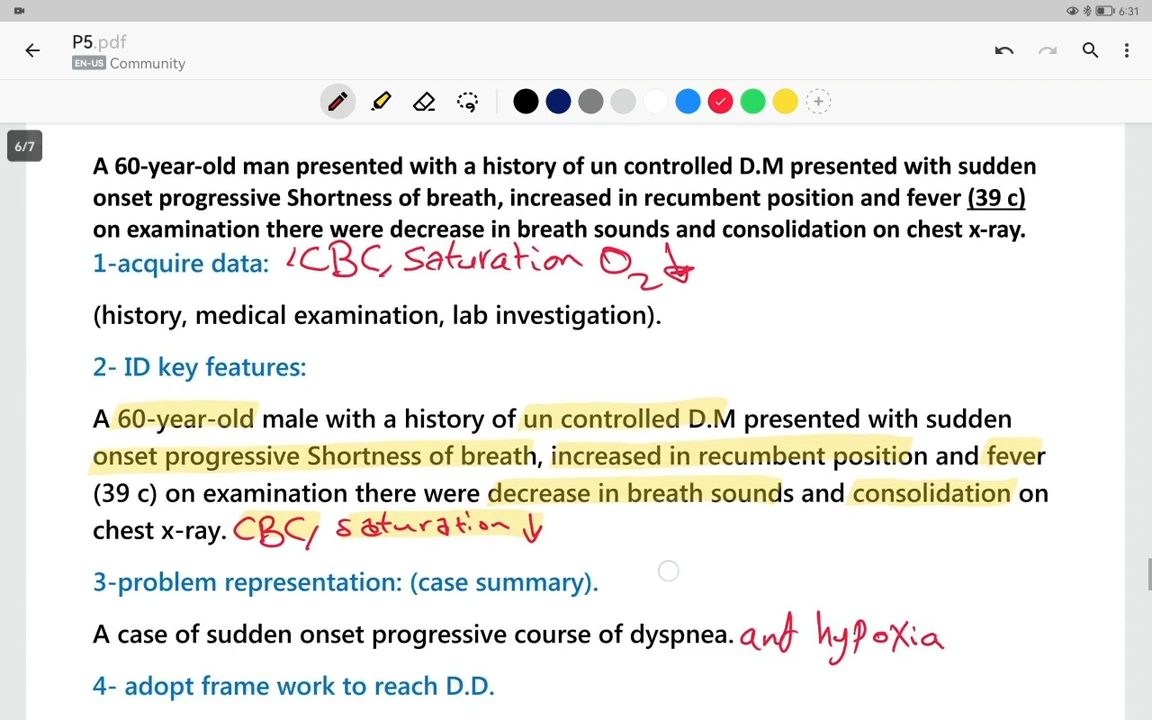 6:31
P5.pdf
EN-US Community
6/7
A 60-year-old man presented with a history of un controlled D.M presented with sudden
onset progressive Shortness of breath, increased in recumbent position and fever (39 c)
on examination there were decrease in breath sounds and consolidation on chest x-ray.
1-acquire data: CBC, saturation O2 ↓
(history, medical examination, lab investigation).
2- ID key features:
A 60-year-old male with a history of un controlled D.M presented with sudden
onset progressive Shortness of breath, increased in recumbent position and fever
(39 c) on examination there were decrease in breath sounds and consolidation on
chest x-ray. CBC, saturation ↓
3-problem representation: (case summary).
A case of sudden onset progressive course of dyspnea. and hypoxia
4- adopt frame work to reach D.D.